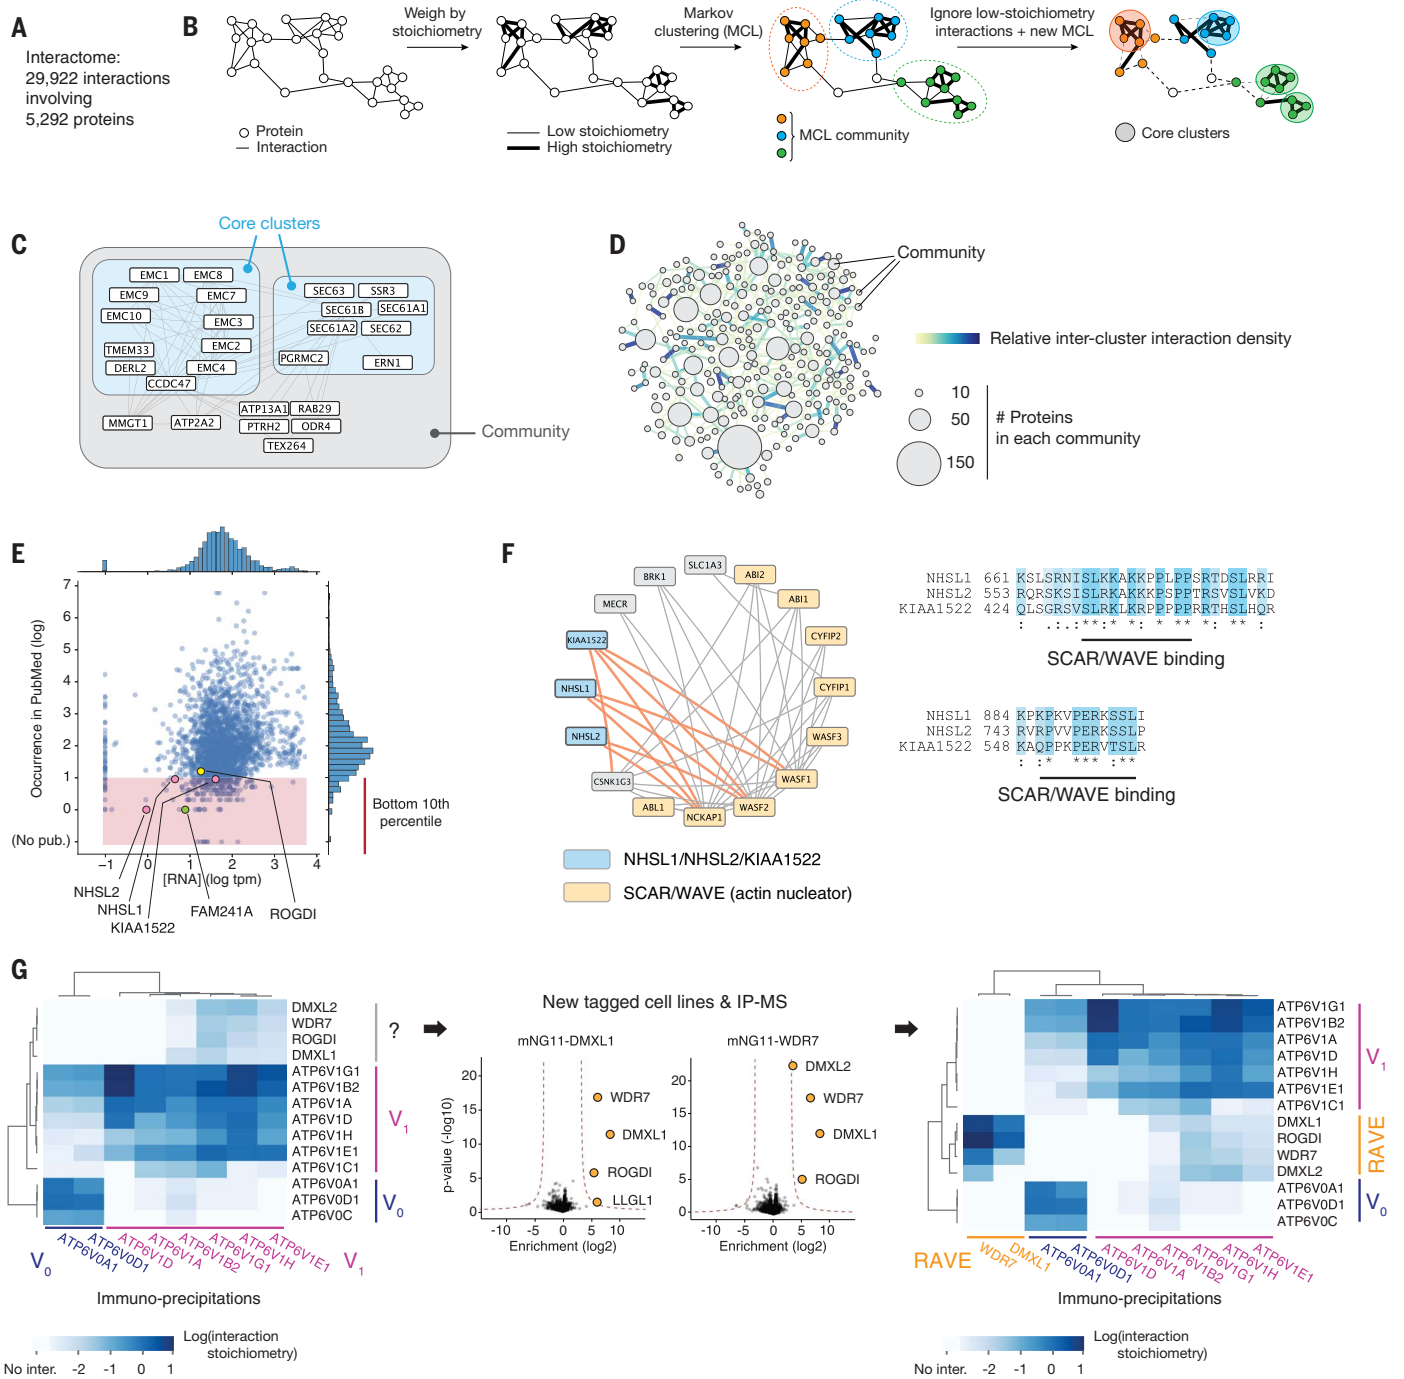 A
Interactome:
29,922 interactions
involving
5,292 proteins
B
Weigh by
stoichiometry
Markov
clustering (MCL)
Ignore low-stoichiometry
interactions + new MCL
Protein
Interaction
Low stoichiometry
High stoichiometry
MCL community
Core clusters
C
Core clusters
EMC1
EMC8
EMC9
EMC7
EMC10
EMC3
EMC2
TMEM33
DERL2
EMC4
CCDC47
SEC63
SSR3
SEC61B
SEC61A1
SEC61A2
SEC62
PGRMC2
ERN1
MMGT1
ATP2A2
ATP13A1
RAB29
PTRH2
ODR4
TEX264
Community
D
Community
Relative inter-cluster interaction density
10
50
150
# Proteins
in each community
E
Occurrence in PubMed (log)
7
6
5
4
3
2
1
0
(No pub.)
−1
0
1
2
3
4
[RNA] (log tpm)
Bottom 10th
percentile
NHSL2
NHSL1
KIAA1522
FAM241A
ROGDI
F
SLC1A3
BRK1
ABI2
MECR
ABI1
KIAA1522
CYFIP2
NHSL1
CYFIP1
NHSL2
WASF3
CSNK1G3
WASF1
ABL1
NCKAP1
WASF2
NHSL1/NHSL2/KIAA1522
SCAR/WAVE (actin nucleator)
NHSL1 661 KSLSRNISLKKAKKPPLPPSRTDSLRRI
NHSL2 553 RQRSKSISLRKAKKKPSPPTRSVSLVKD
KIAA1522 424 QLSGRSVSLRKLKRPPPPPRRTHSLHQR
SCAR/WAVE binding
NHSL1 884 KPKPKVPERKSSLI
NHSL2 743 RVRPVVPERKSSLP
KIAA1522 548 KAQPPKPERVTSLR
SCAR/WAVE binding
G
DMXL2
WDR7
ROGDI
DMXL1
?
ATP6V1G1
ATP6V1B2
ATP6V1A
ATP6V1D
ATP6V1H
ATP6V1E1
ATP6V1C1
V1
ATP6V0A1
ATP6V0D1
ATP6V0C
V0
V0
ATP6V0A1
ATP6V0D1
ATP6V1D
ATP6V1A
ATP6V1B2
ATP6V1G1
ATP6V1H
ATP6V1E1
V1
Immuno-precipitations
No inter.
-2
-1
0
1
Log(interaction
stoichiometry)
New tagged cell lines & IP-MS
mNG11-DMXL1
p-value (-log10)
20
15
10
5
0
WDR7
DMXL1
ROGDI
LLGL1
-10
-5
0
5
10
Enrichment (log2)
mNG11-WDR7
20
10
5
0
DMXL2
WDR7
DMXL1
ROGDI
-10
-5
0
5
10
Enrichment (log2)
ATP6V1G1
ATP6V1B2
ATP6V1A
ATP6V1D
ATP6V1H
ATP6V1E1
ATP6V1C1
V1
DMXL1
ROGDI
WDR7
DMXL2
RAVE
ATP6V0A1
ATP6V0D1
ATP6V0C
V0
RAVE
WDR7
DMXL1
ATP6V0A1
ATP6V0D1
ATP6V1D
ATP6V1A
ATP6V1B2
ATP6V1G1
ATP6V1H
ATP6V1E1
Immuno-precipitations
No inter.
-2
-1
0
1
Log(interaction
stoichiometry)